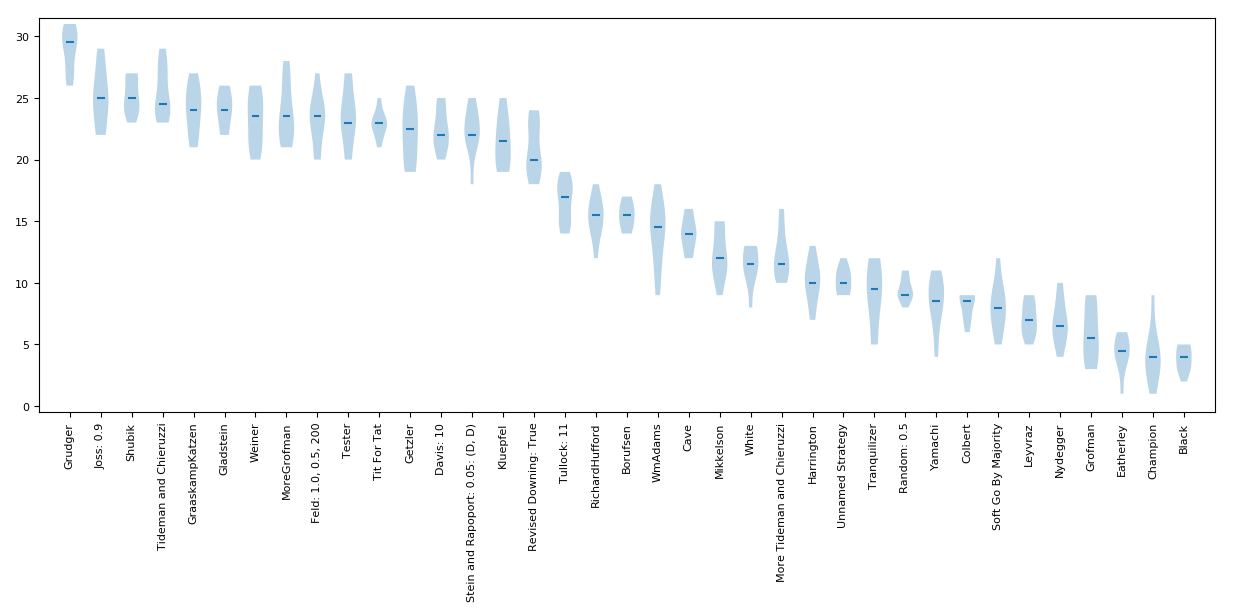 30
25
20
15
10
5
0
Grudger
Joss: 0.9
Shubik
Tideman and Chieruzzi
GraaskampKatzen
Gladstein
Weiner
MoreGrofman
Feld: 1.0, 0.5, 200
Tester
Tit For Tat
Getzler
Davis: 10
Stein and Rapoport: 0.05: (D, D)
Kluepfel
Revised Downing: True
Tullock: 11
RichardHufford
Borufsen
WmAdams
Cave
Mikkelson
White
More Tideman and Chieruzzi
Harrington
Unnamed Strategy
Tranquilizer
Random: 0.5
Yamachi
Colbert
Soft Go By Majority
Leyvraz
Nydegger
Grofman
Eatherley
Champion
Black